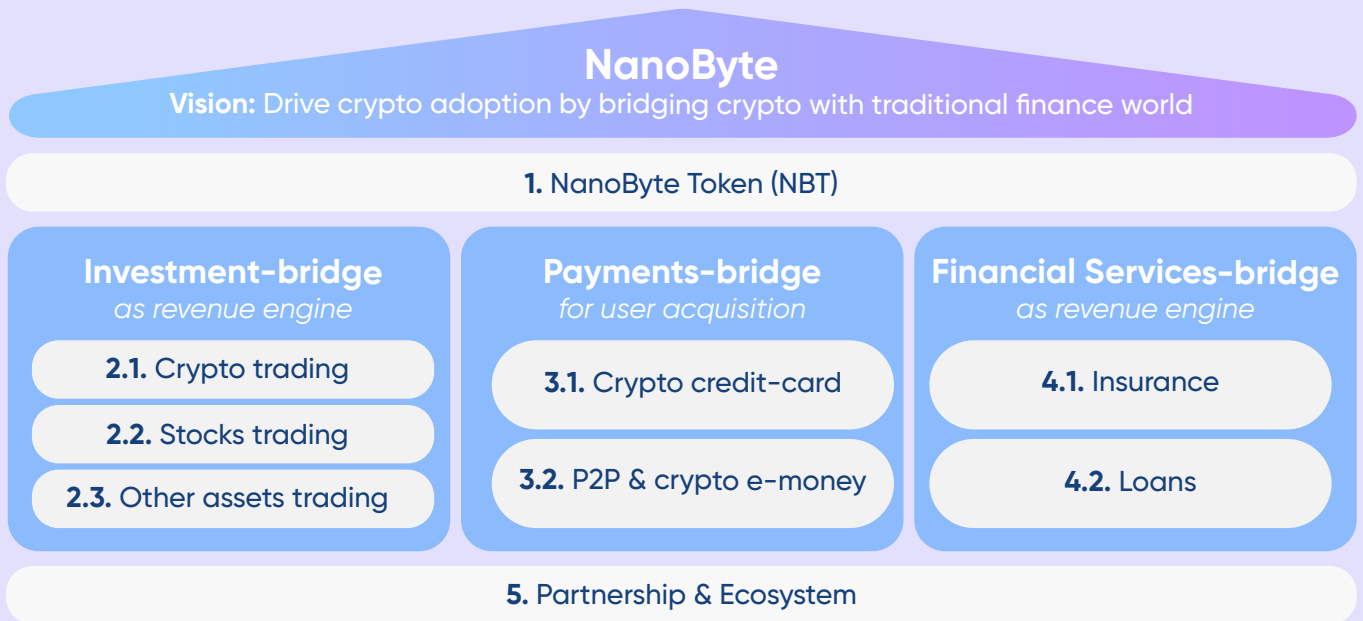 NanoByte
Vision: Drive crypto adoption by bridging crypto with traditional finance world
1. NanoByte Token (NBT)
Investment-bridge
as revenue engine
2.1. Crypto trading
2.2. Stocks trading
2.3. Other assets trading
Payments-bridge
for user acquisition
3.1. Crypto credit-card
3.2. P2P & crypto e-money
Financial Services-bridge
as revenue engine
4.1. Insurance
4.2. Loans
5. Partnership & Ecosystem